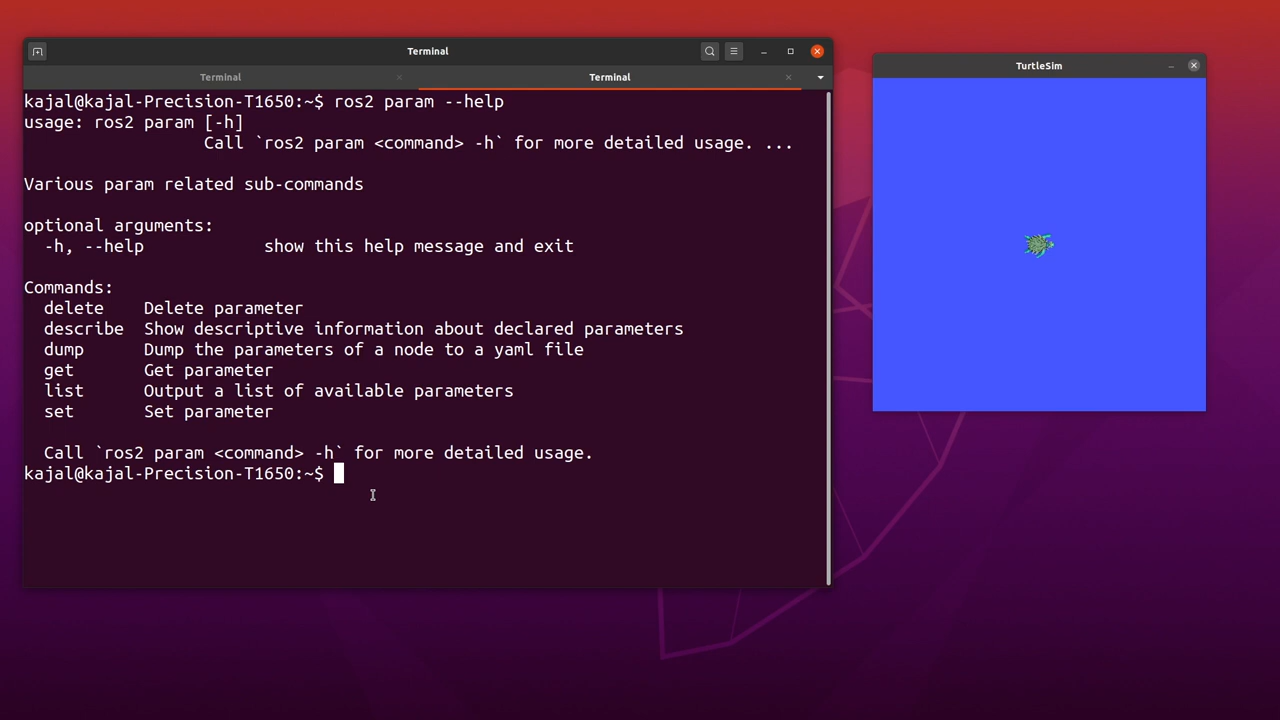 Terminal
Terminal
Terminal
kajal@kajal-Precision-T1650:~$ ros2 param --help
usage: ros2 param [-h]
                  Call `ros2 param <command> -h` for more detailed usage. ...
Various param related sub-commands
optional arguments:
  -h, --help            show this help message and exit
Commands:
  delete    Delete parameter
  describe  Show descriptive information about declared parameters
  dump      Dump the parameters of a node to a yaml file
  get       Get parameter
  list      Output a list of available parameters
  set       Set parameter
  Call `ros2 param <command> -h` for more detailed usage.
kajal@kajal-Precision-T1650:~$
TurtleSim